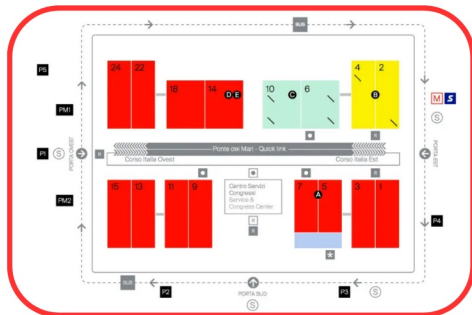 BUS
P5
24 22
18 14 D E
10 C 6
4 2
B
M S
S
PM1
P1 S
PORTA OVEST
R
Ponte dei Mari - Quick link
Corso Italia Ovest
Corso Italia Est
R
PORTA EST
PM2
15 13
11 9
Centro Servizi
Congressi
Service &
Congress Center
R
R
7 5
A
3 1
R
P4
BUS
P2
PORTA SUD
S
P3
S